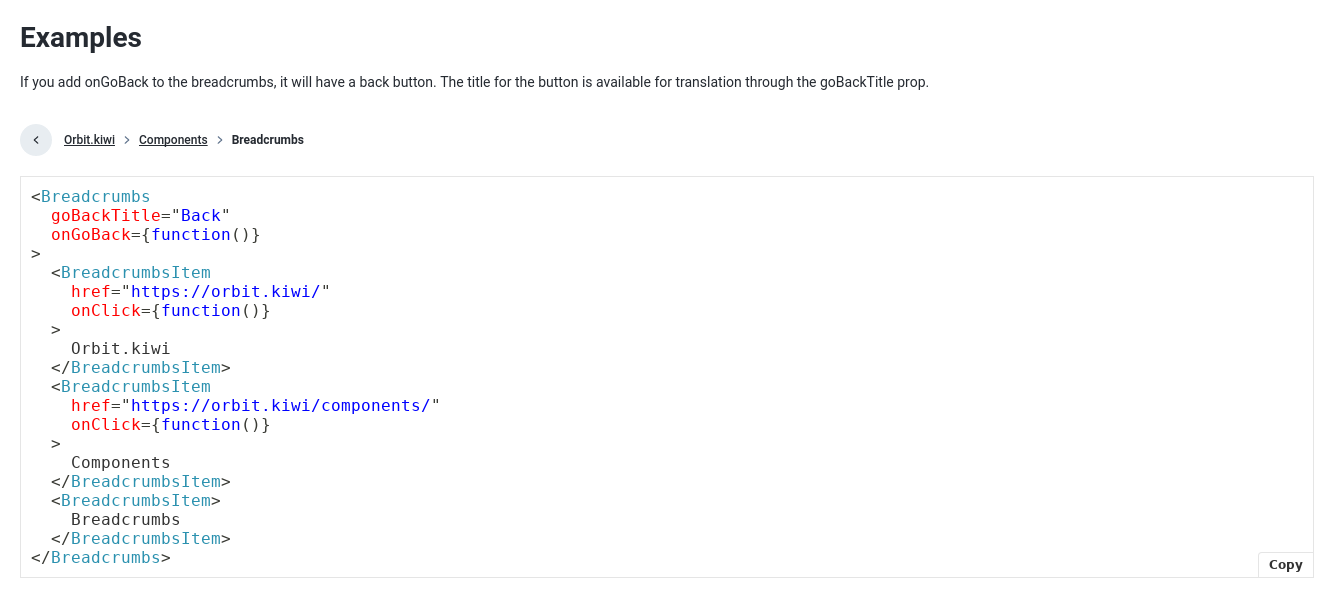 Examples
If you add onGoBack to the breadcrumbs, it will have a back button. The title for the button is available for translation through the goBackTitle prop.
Orbit.kiwi > Components > Breadcrumbs
<Breadcrumbs
  goBackTitle="Back"
  onGoBack={function()}
>
  <BreadcrumbsItem
    href="https://orbit.kiwi/"
    onClick={function()}
  >
    Orbit.kiwi
  </BreadcrumbsItem>
  <BreadcrumbsItem
    href="https://orbit.kiwi/components/"
    onClick={function()}
  >
    Components
  </BreadcrumbsItem>
  <BreadcrumbsItem>
    Breadcrumbs
  </BreadcrumbsItem>
</Breadcrumbs>
Copy